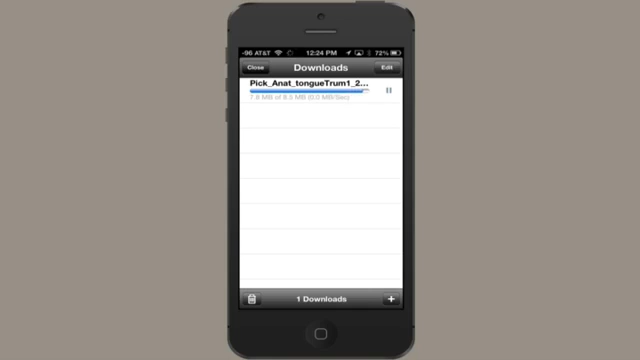 -96 AT&T 12:24 PM 72%
Close Downloads Edit
Pick_Anat_tongueTrum1_2...
7.8 MB of 8.5 MB (0.0 MB/Sec)
1 Downloads